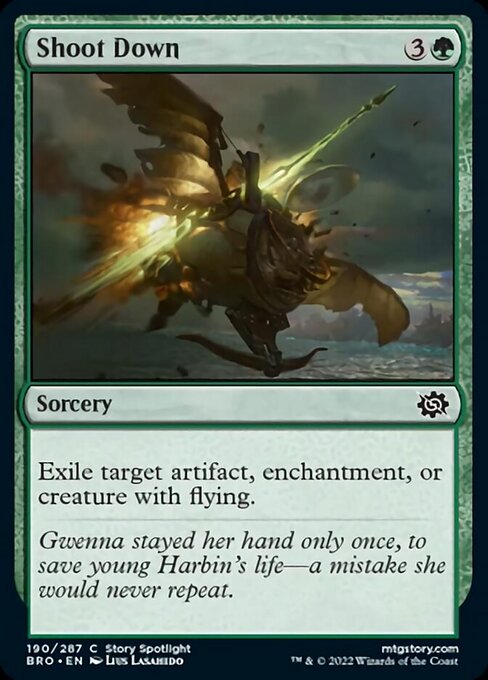 Shoot Down 3
Sorcery
Exile target artifact, enchantment, or
creature with flying.
Gwenna stayed her hand only once, to
save young Harbin's life—a mistake she
would never repeat.
190/287 C Story Spotlight mtgstory.com
BRO • EN Lius Lasahido ™ & © 2022 Wizards of the Coast